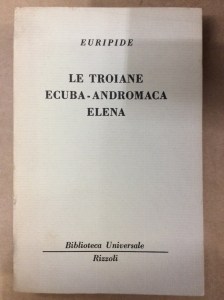 EURIPIDE
LE TROIANE
ECUBA-ANDROMACA
ELENA
Biblioteca Universale
Rizzoli